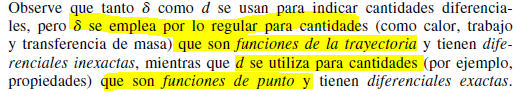 Observe que tanto δ como d se usan para indicar cantidades diferencia-
les, pero δ se emplea por lo regular para cantidades (como calor, trabajo
y transferencia de masa) que son funciones de la trayectoria y tienen dife-
renciales inexactas, mientras que d se utiliza para cantidades (por ejemplo,
propiedades) que son funciones de punto y tienen diferenciales exactas.